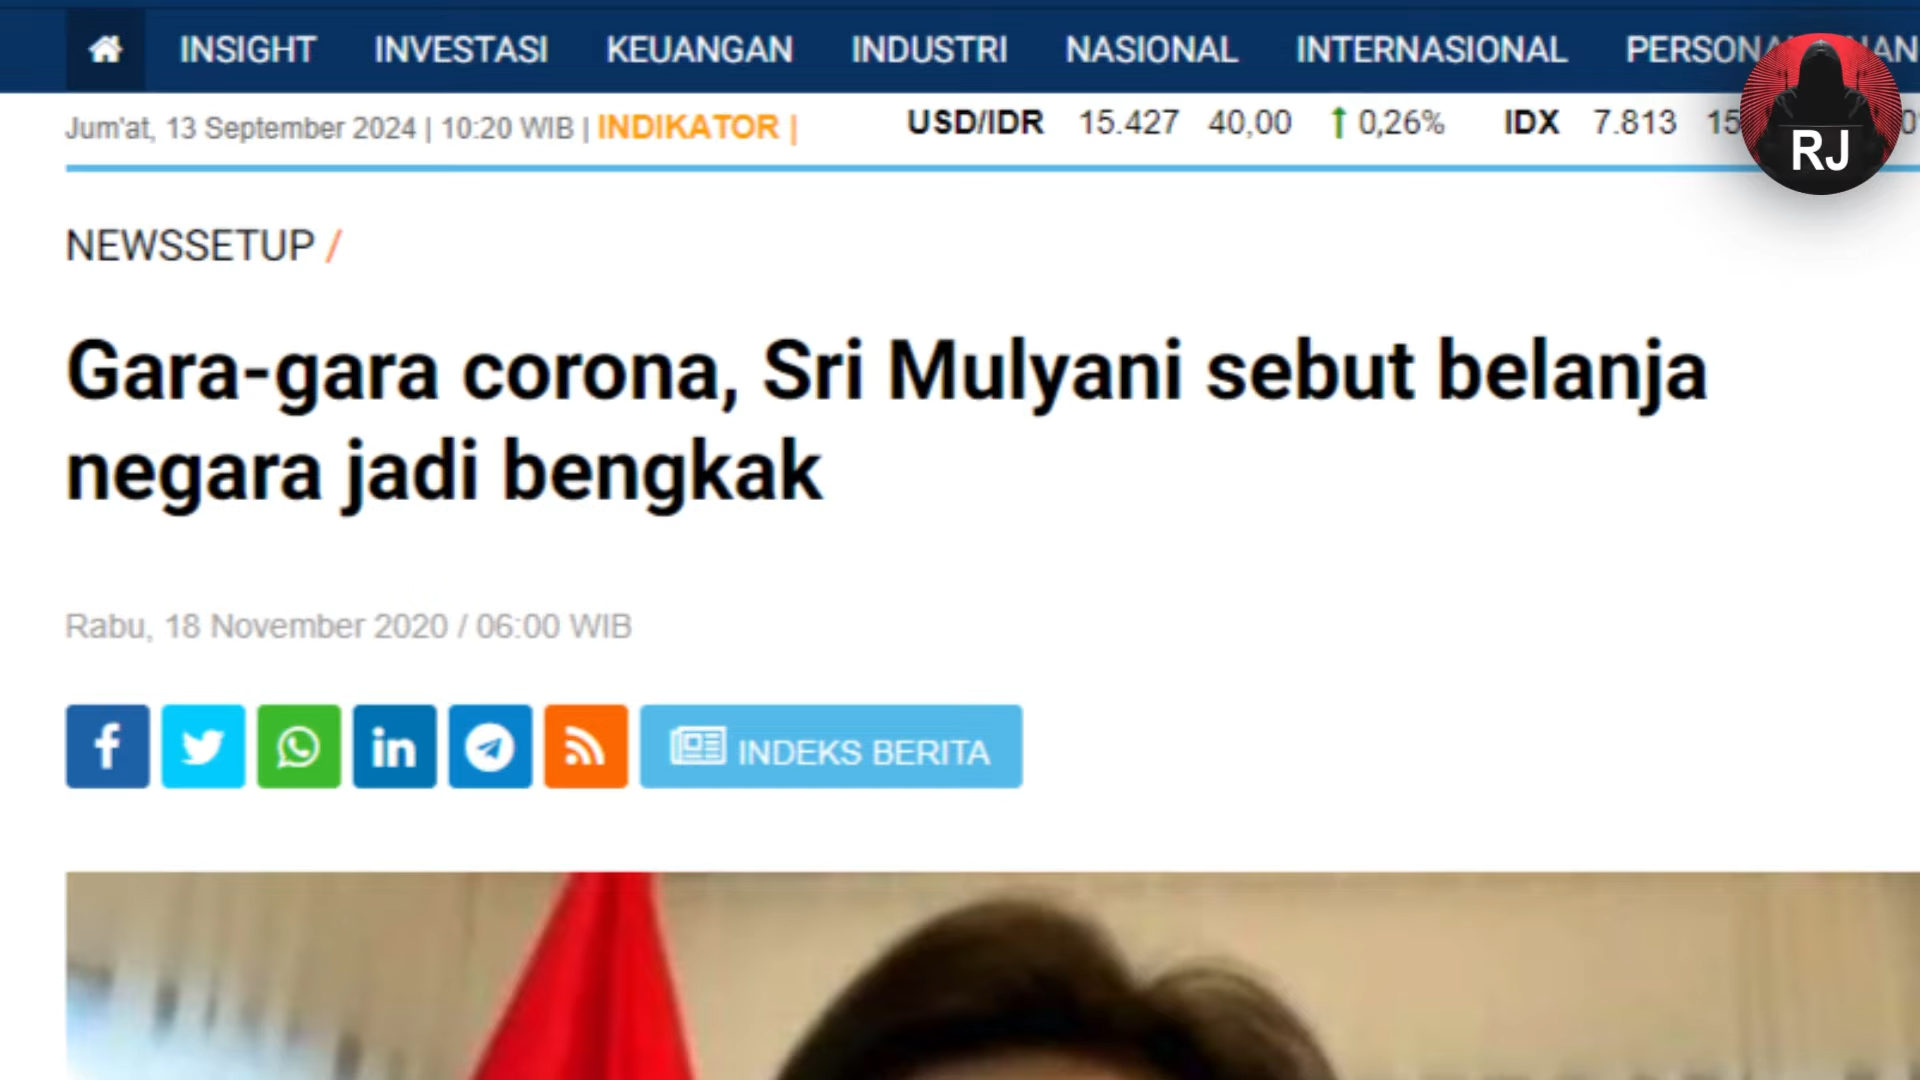 INSIGHT INVESTASI KEUANGAN INDUSTRI NASIONAL INTERNASIONAL
Jum'at, 13 September 2024 | 10:20 WIB | INDIKATOR | USD/IDR 15.427 40,00 ↑ 0,26% IDX 7.813
RJ
NEWSSETUP /
Gara-gara corona, Sri Mulyani sebut belanja
negara jadi bengkak
Rabu, 18 November 2020 / 06:00 WIB
INDEKS BERITA